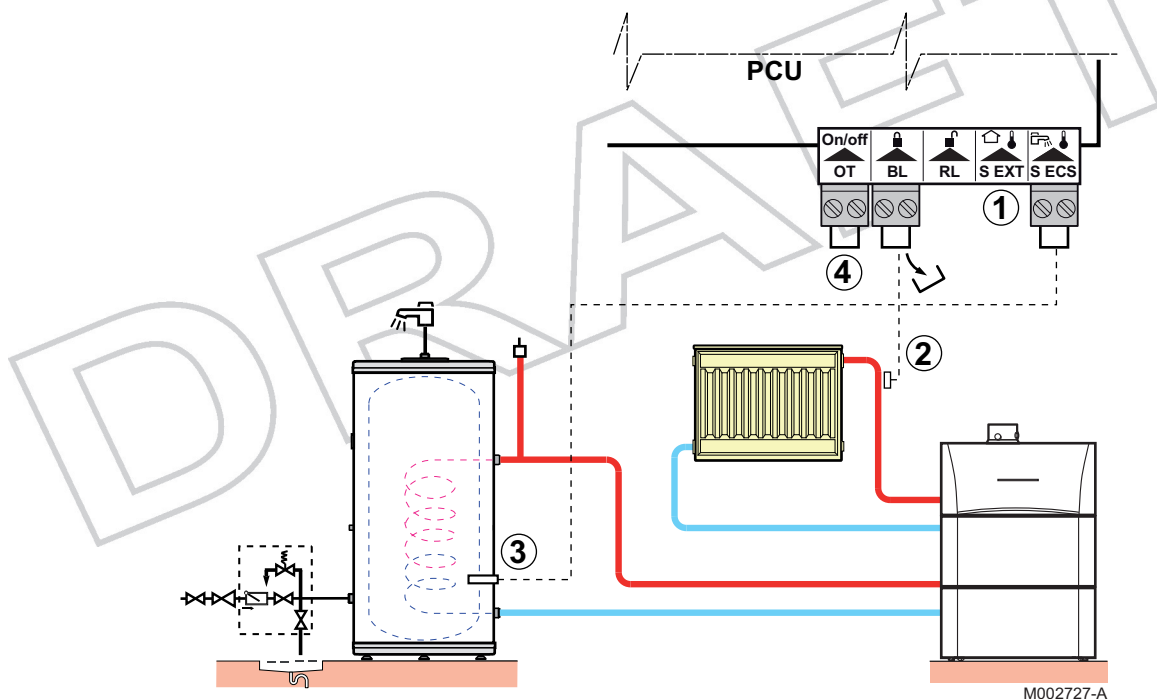 DRAFT
PCU
On/off
OT BL RL S EXT S ECS
1
4
2
3
M002727-A